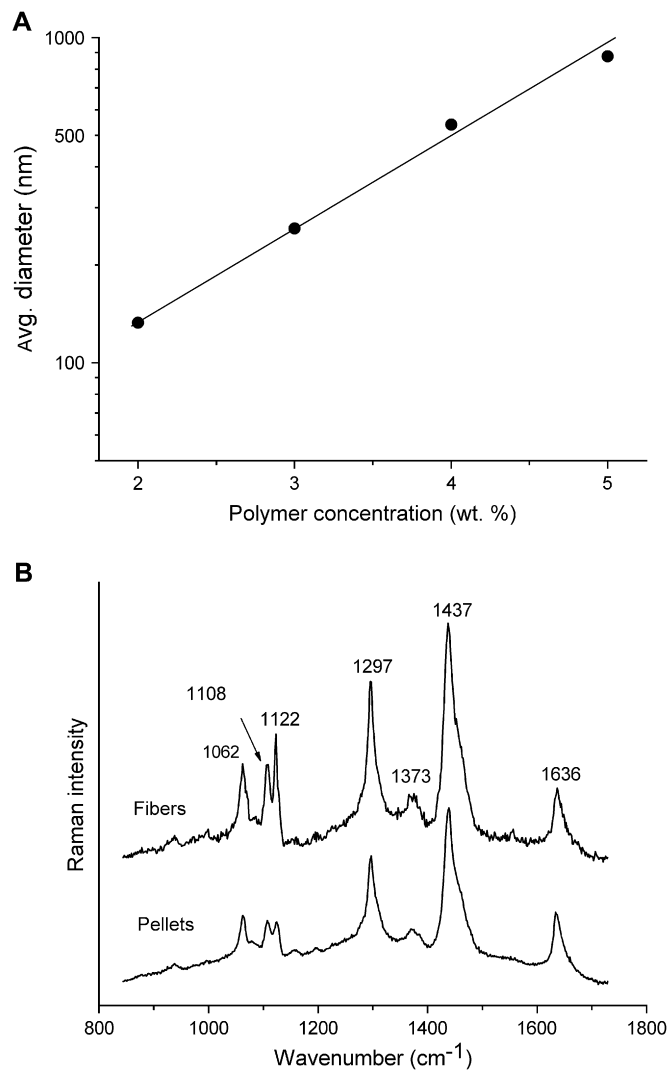 A
1000
500
100
Avg. diameter (nm)
2 3 4 5
Polymer concentration (wt. %)
B
1437
1297
1108
1122
1062
1373
1636
Fibers
Pellets
Raman intensity
800 1000 1200 1400 1600 1800
Wavenumber (cm-1)